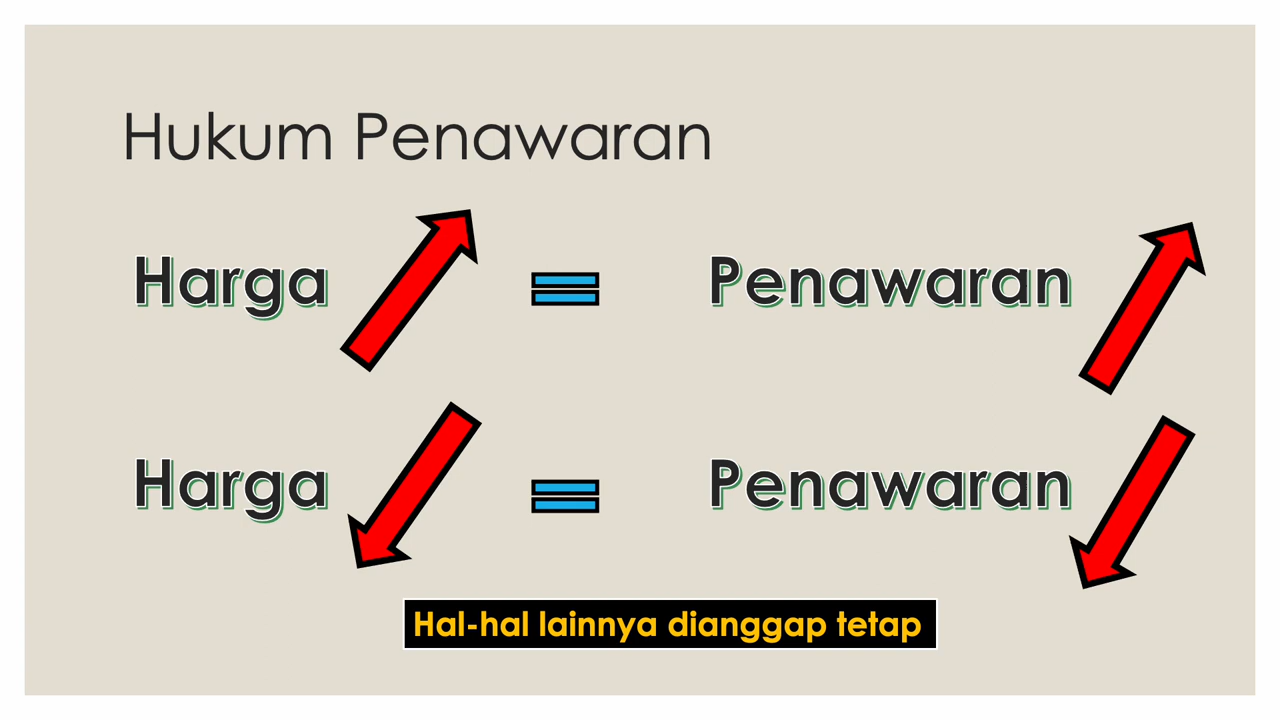 Hukum Penawaran
Harga = Penawaran
Harga = Penawaran
Hal-hal lainnya dianggap tetap